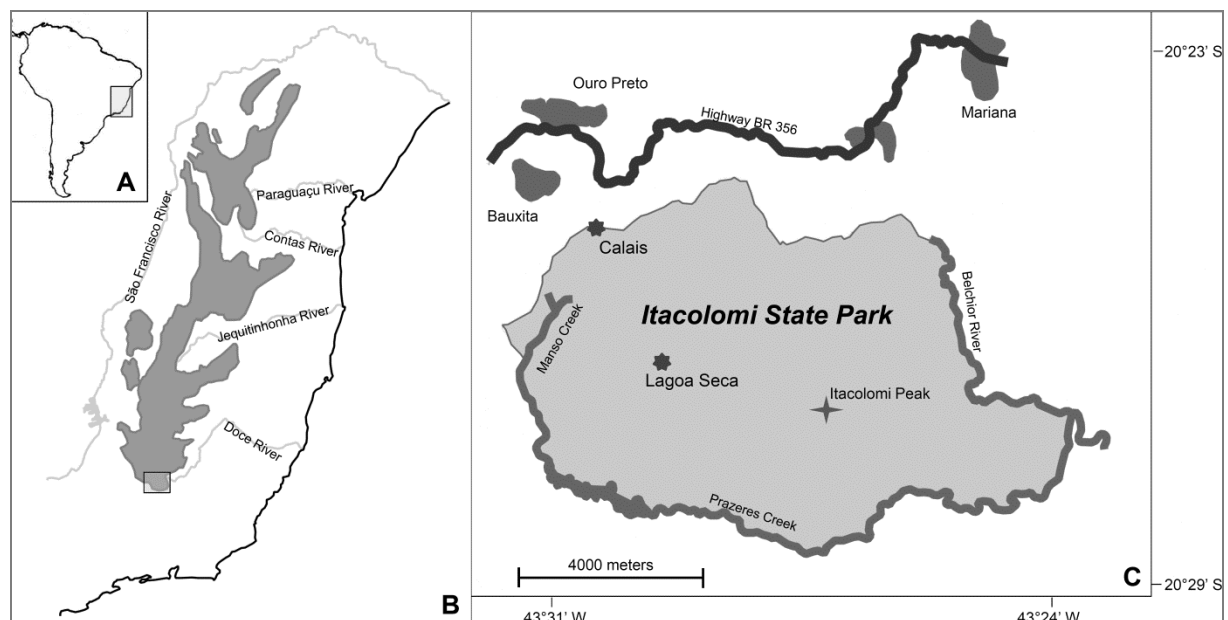 A
São Francisco River
Paraguaçu River
Contas River
Jequitinhonha River
Doce River
B
Ouro Preto
Highway BR 356
Mariana
Bauxita
Calais
Itacolomi State Park
Manso Creek
Belchior River
Lagoa Seca
Itacolomi Peak
Prazeres Creek
4000 meters
C
20°23' S
20°29' S
43°31' W
43°24' W